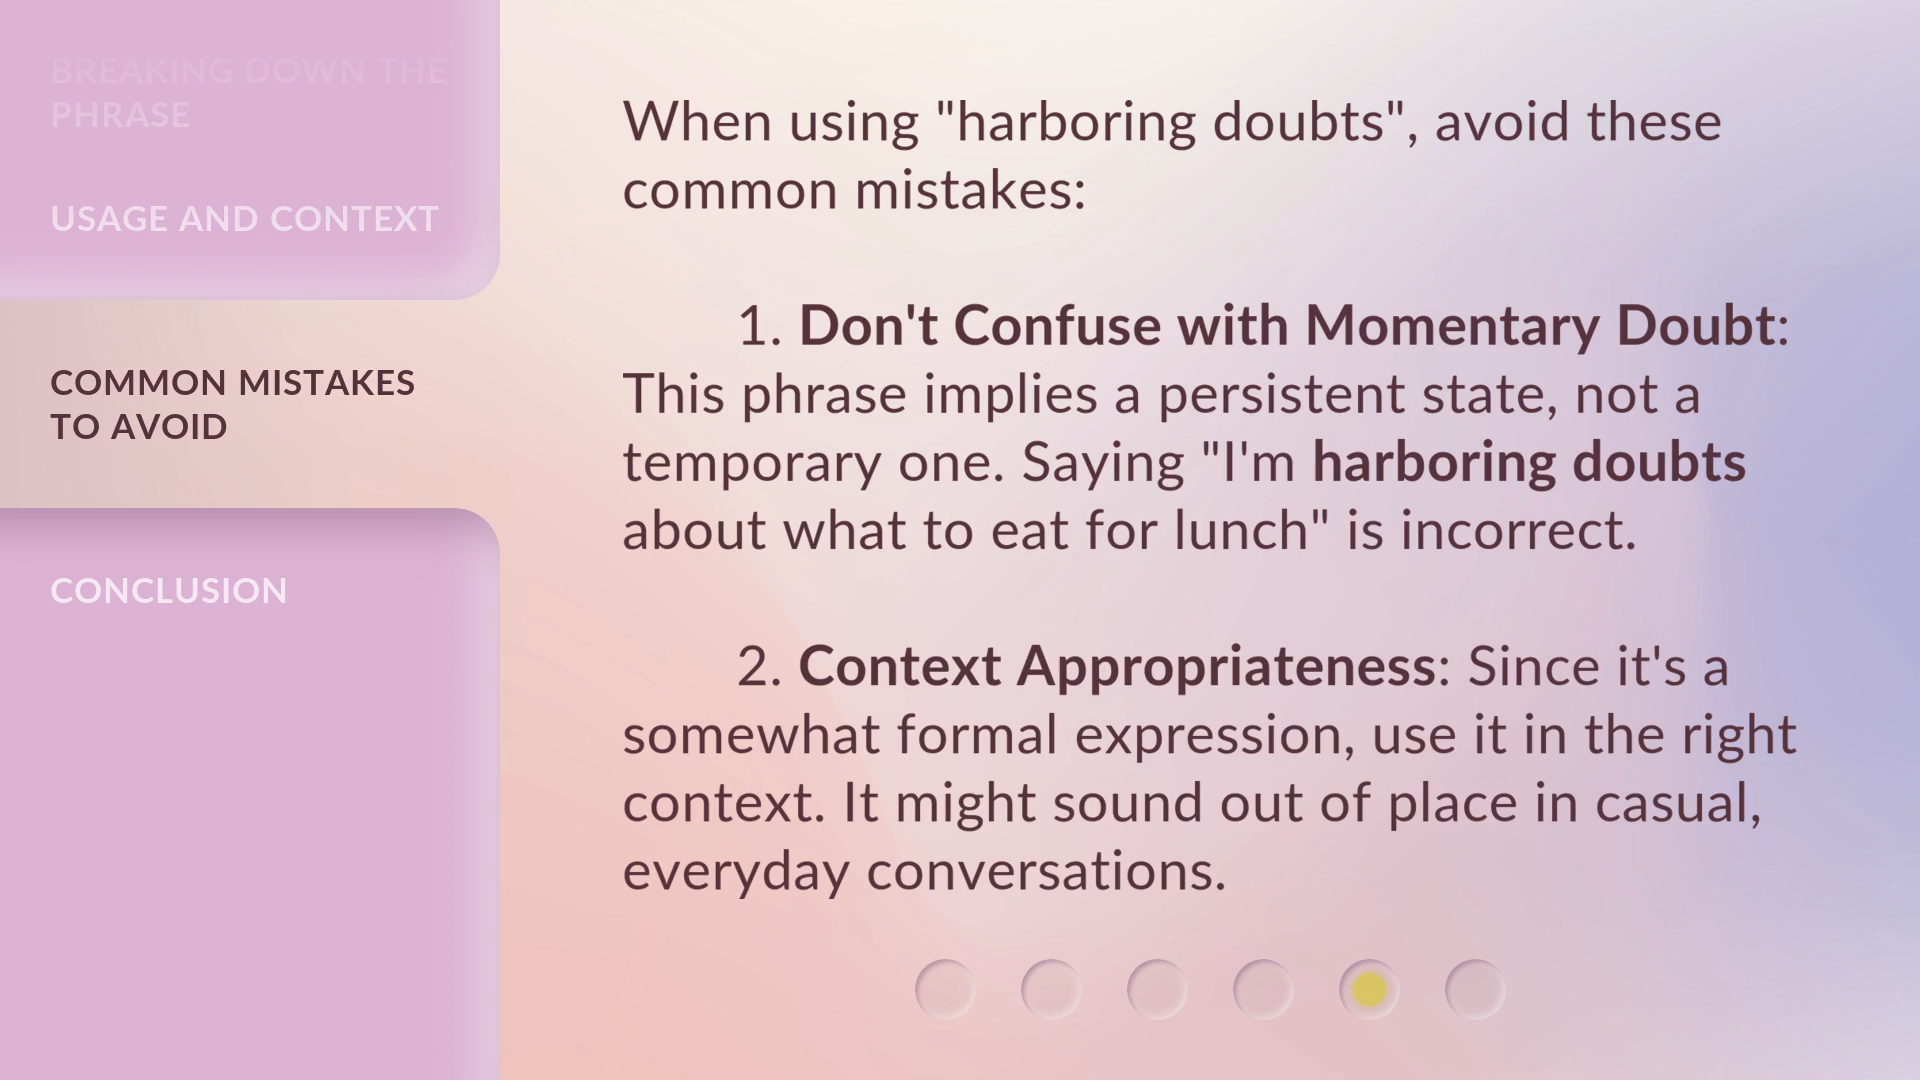 BREAKING DOWN THE
PHRASE
USAGE AND CONTEXT
COMMON MISTAKES
TO AVOID
CONCLUSION
When using "harboring doubts", avoid these
common mistakes:
1. Don't Confuse with Momentary Doubt:
This phrase implies a persistent state, not a
temporary one. Saying "I'm harboring doubts
about what to eat for lunch" is incorrect.
2. Context Appropriateness: Since it's a
somewhat formal expression, use it in the right
context. It might sound out of place in casual,
everyday conversations.